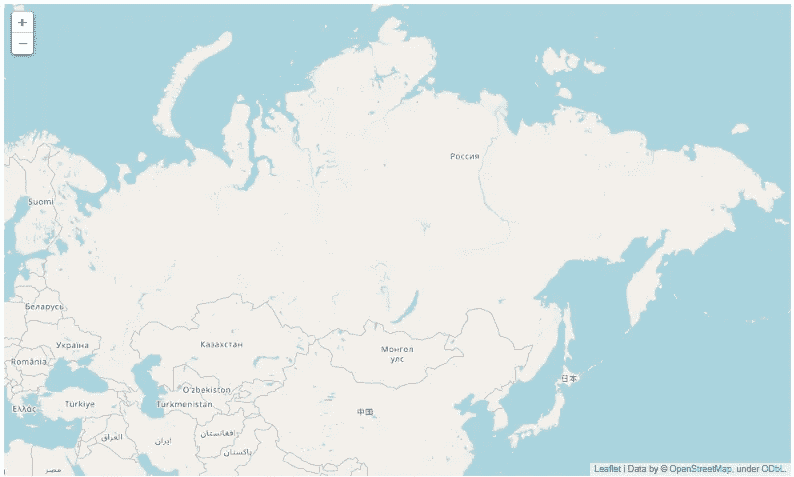 +
−
Россия
Suomi
Беларусь
Україна
Казахстан
Монгол
улс
România
O'zbekiston
日本
Ελλάς
Türkiye
Türkmenistan
中国
العراق
ایران
افغانستان
پاکستان
مصر
Leaflet | Data by © OpenStreetMap, under ODbL.